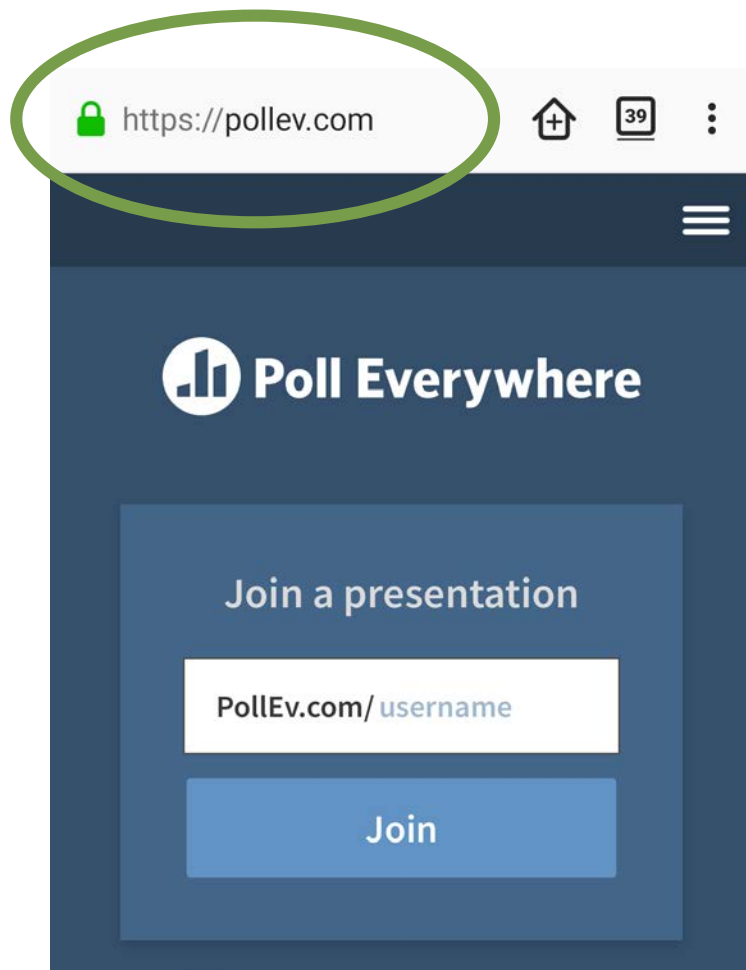 https://pollev.com 39
Poll Everywhere
Join a presentation
PollEv.com/ username
Join